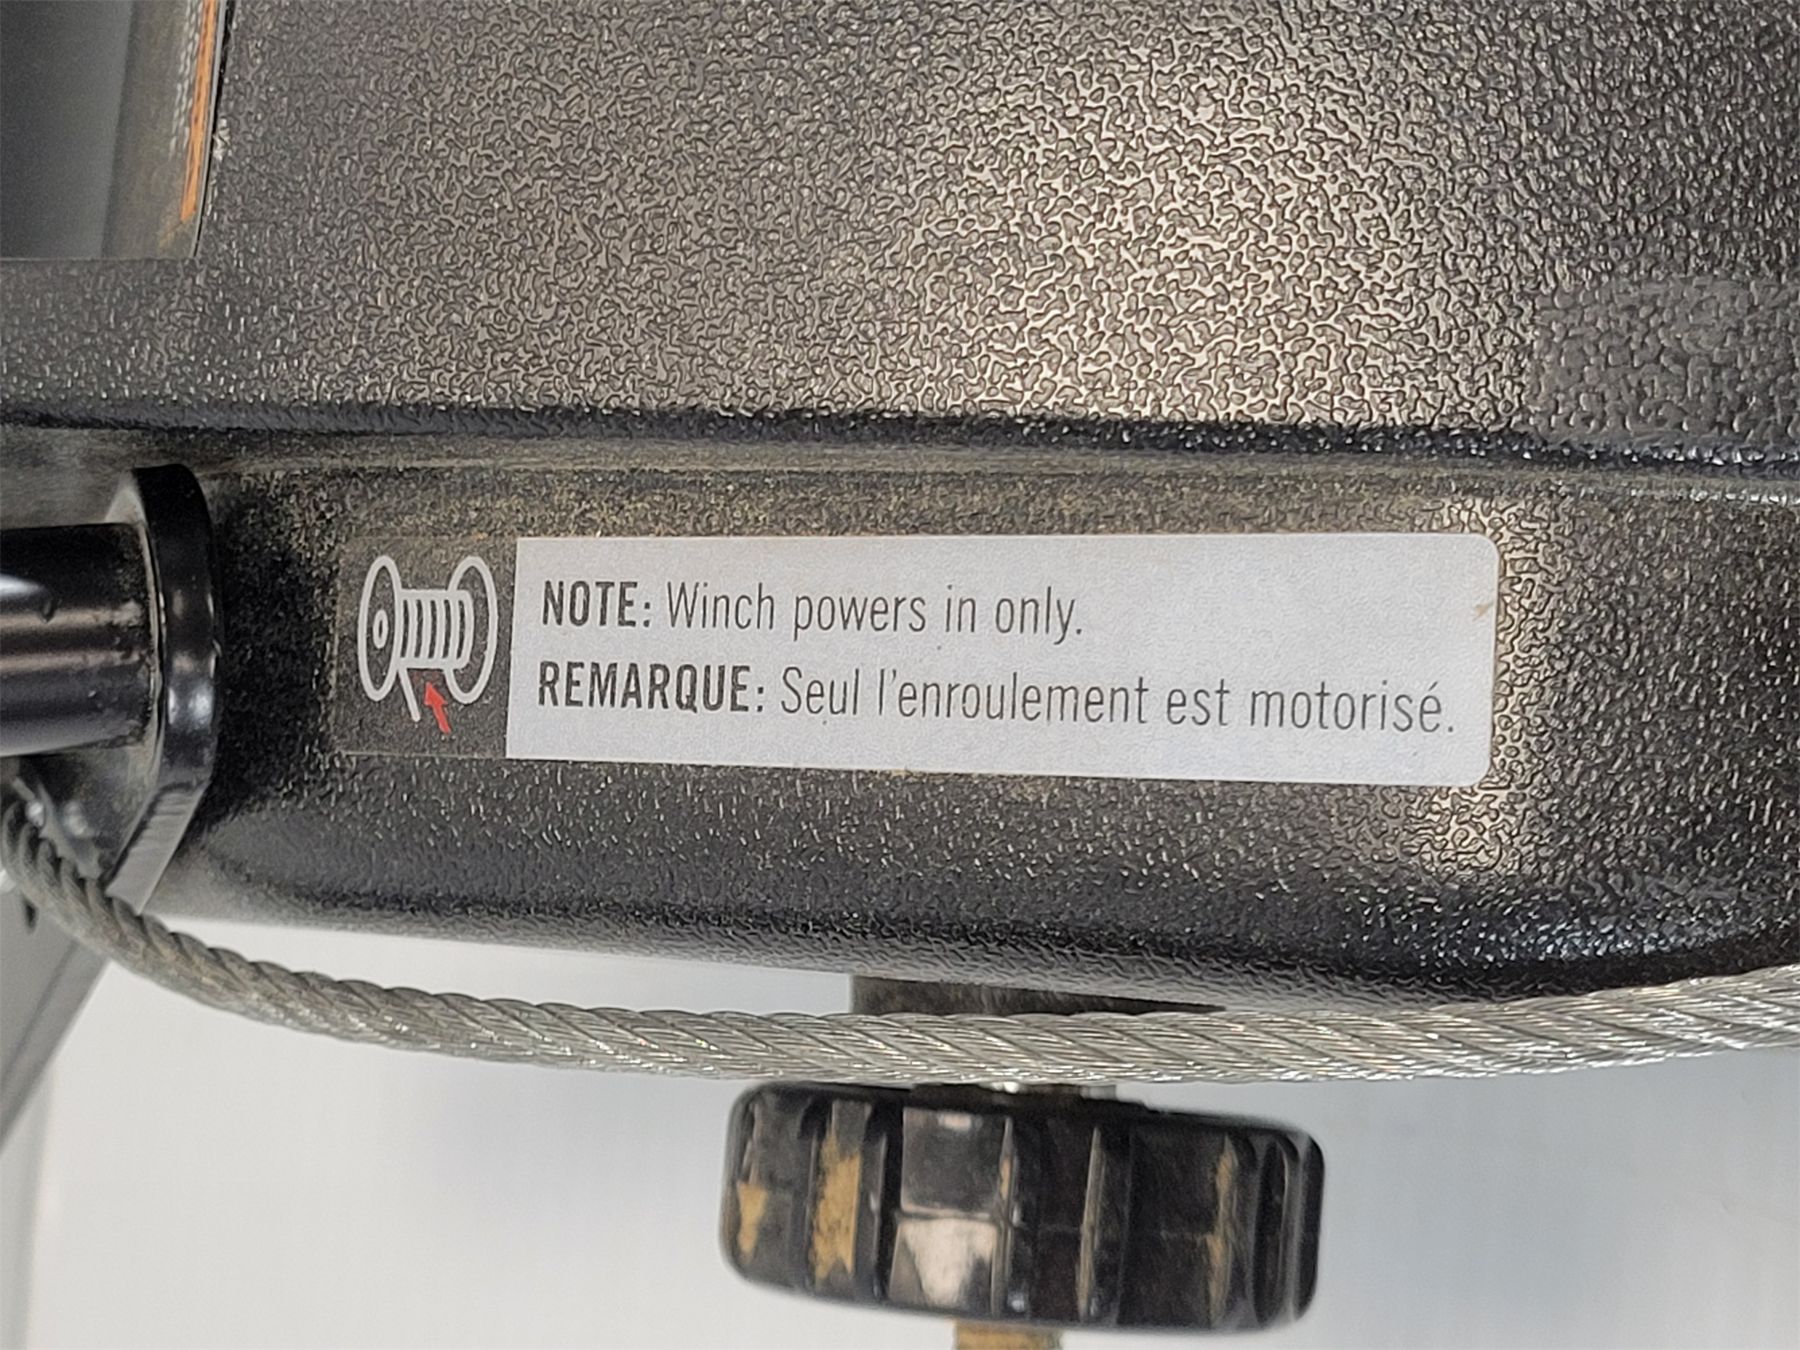 NOTE: Winch powers in only.
REMARQUE: Seul l'enroulement est motorisé.